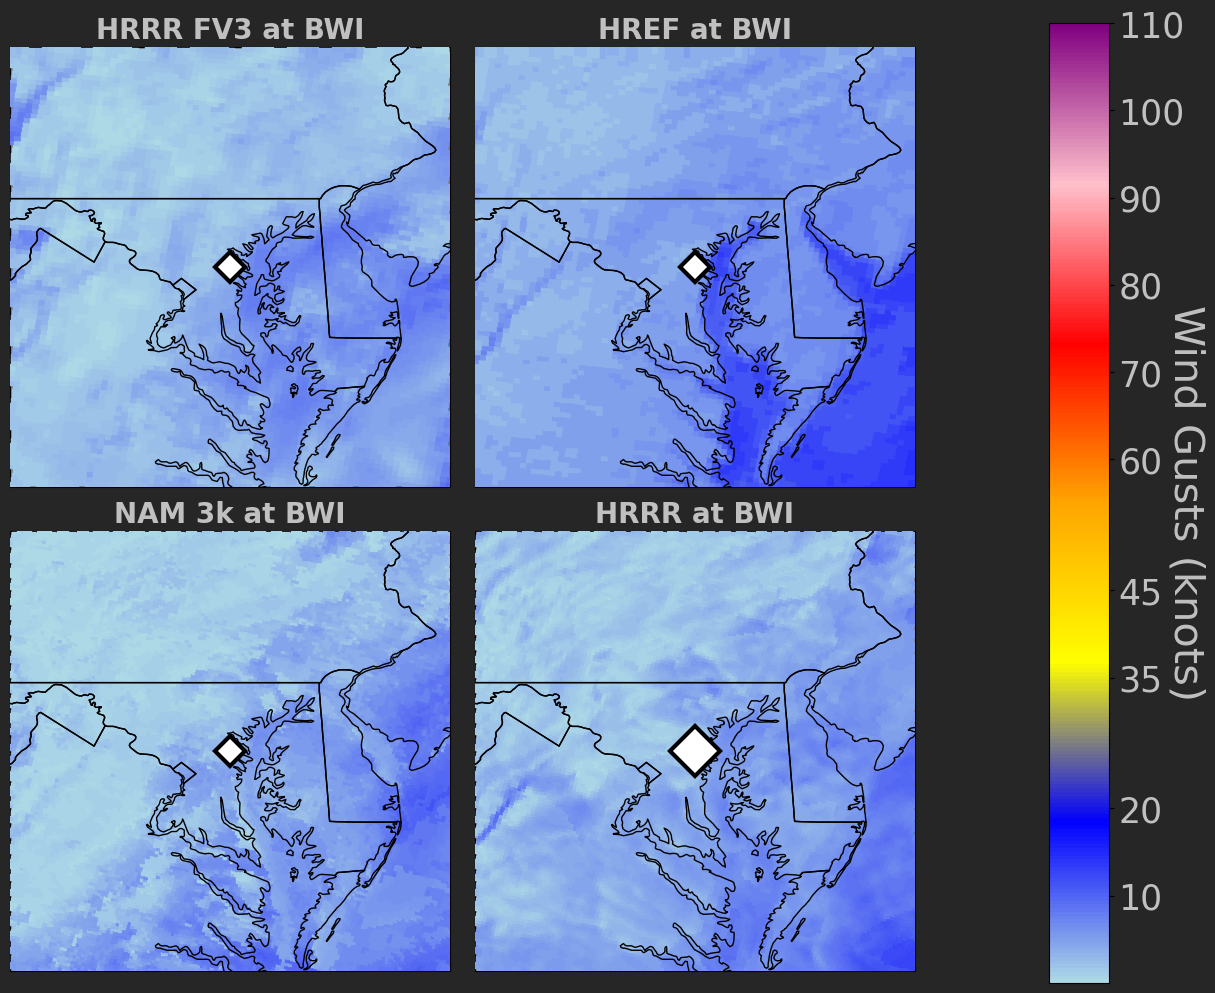 HRRR FV3 at BWI
HREF at BWI
NAM 3k at BWI
HRRR at BWI
110
100
90
80
70
60
45
35
20
10
Wind Gusts (knots)